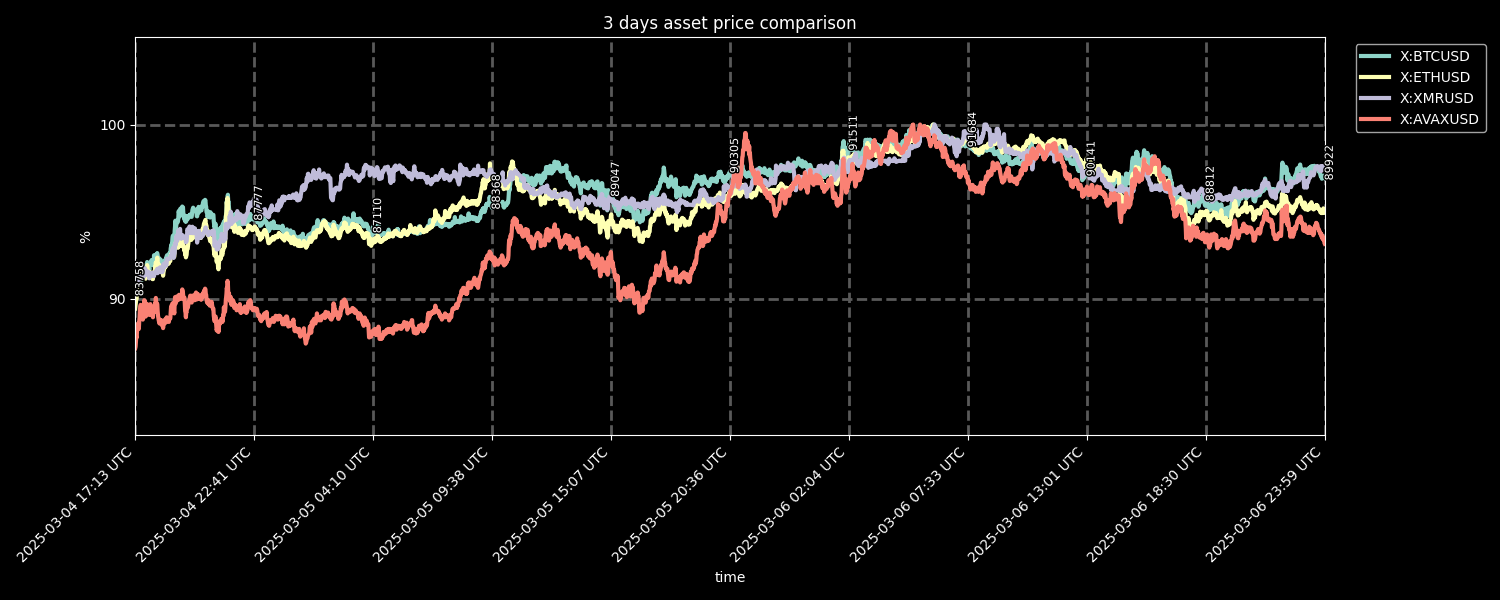 3 days asset price comparison
X:BTCUSD
X:ETHUSD
X:XMRUSD
X:AVAXUSD
100
90
%
83758
87777
87110
88368
89047
90305
91511
91684
90141
88812
89922
2025-03-04 17:13 UTC
2025-03-04 22:41 UTC
2025-03-05 04:10 UTC
2025-03-05 09:38 UTC
2025-03-05 15:07 UTC
2025-03-05 20:36 UTC
2025-03-06 02:04 UTC
2025-03-06 07:33 UTC
2025-03-06 13:01 UTC
2025-03-06 18:30 UTC
2025-03-06 23:59 UTC
time